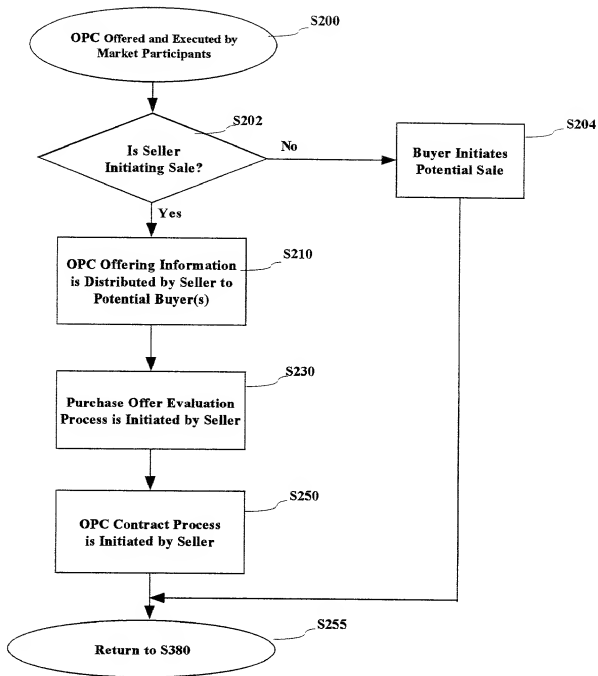 S200
OPC Offered and Executed by
Market Participants
S202
Is Seller
Initiating Sale?
No
S204
Buyer Initiates
Potential Sale
Yes
S210
OPC Offering Information
is Distributed by Seller to
Potential Buyer(s)
S230
Purchase Offer Evaluation
Process is Initiated by Seller
S250
OPC Contract Process
is Initiated by Seller
S255
Return to S380